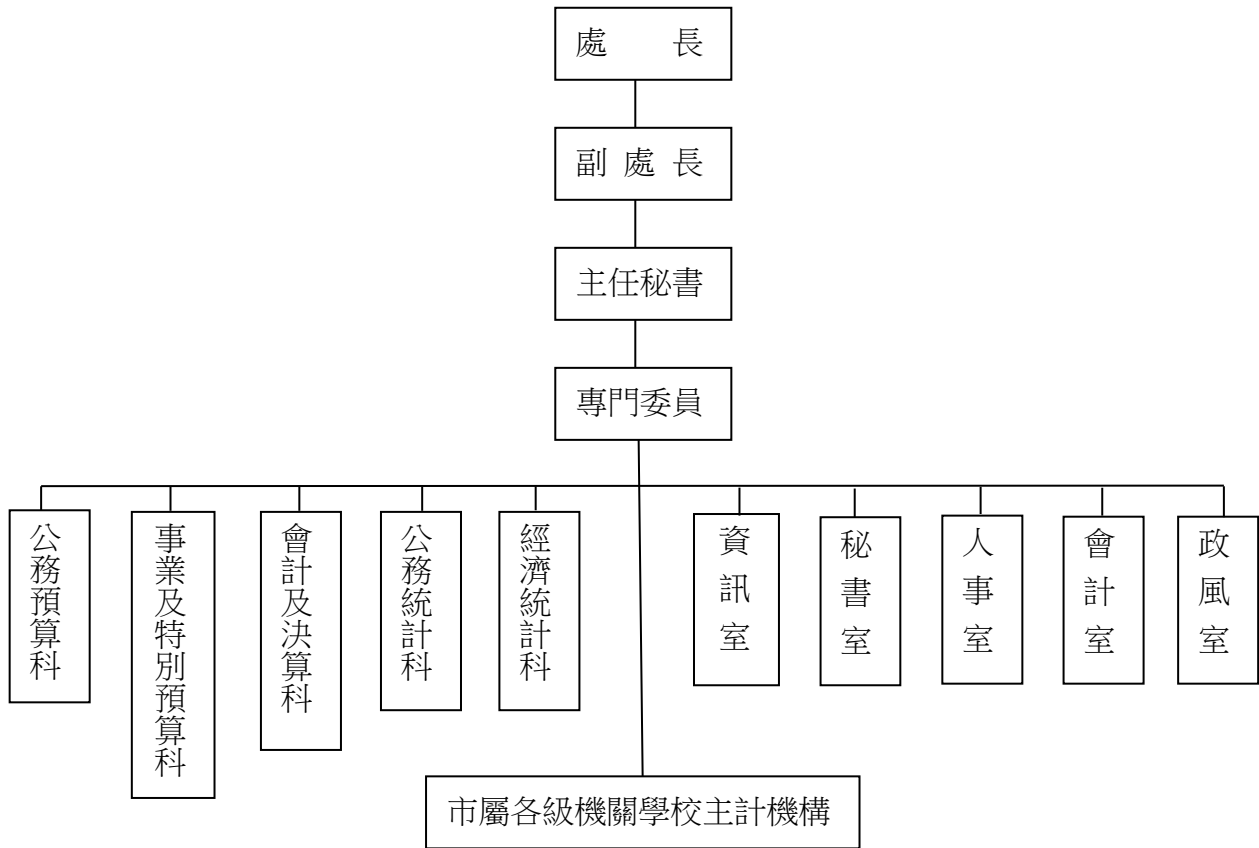 處長
副處長
主任秘書
專門委員
公務預算科
事業及特別預算科
會計及決算科
公務統計科
經濟統計科
資訊室
秘書室
人事室
會計室
政風室
市屬各級機關學校主計機構